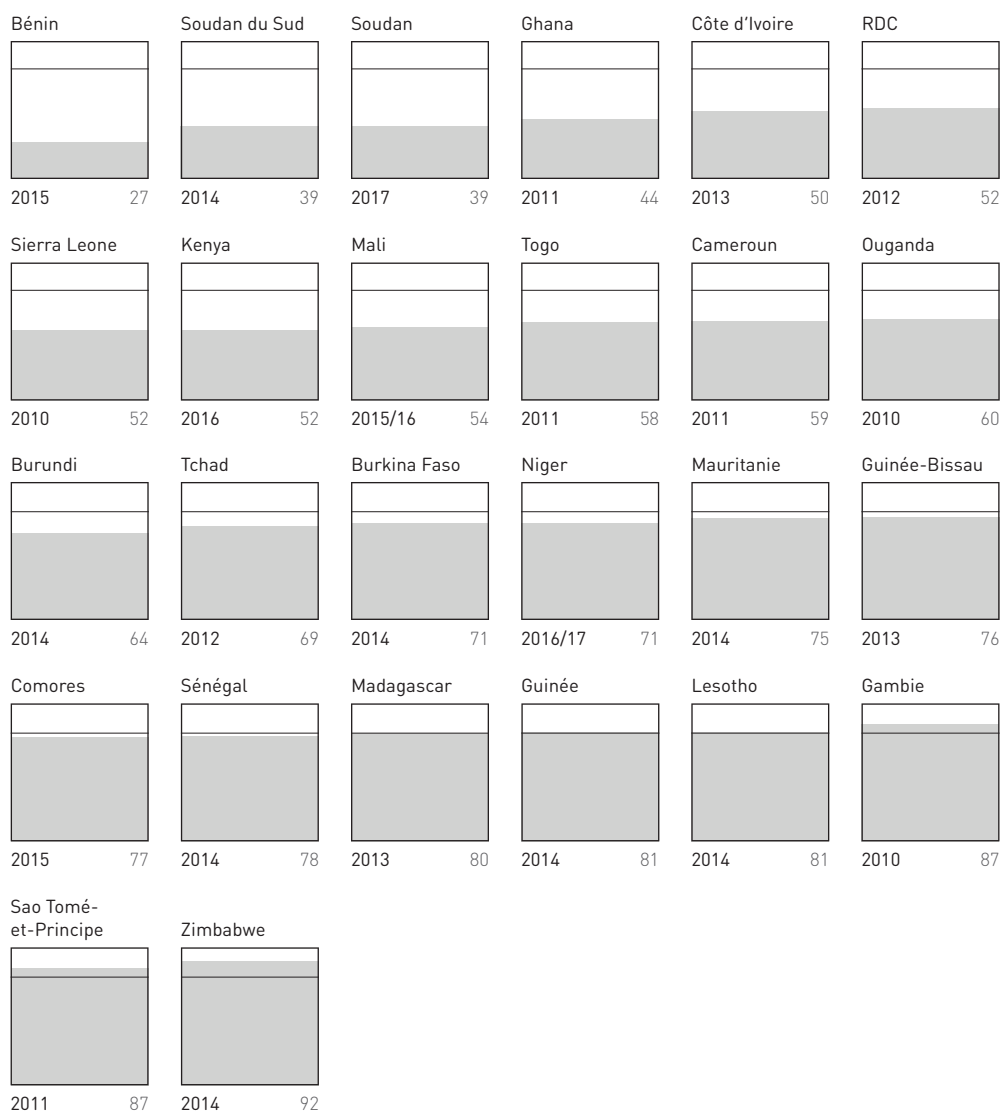 Bénin Soudan du Sud Soudan Ghana Côte d’Ivoire RDC
2015 27 2014 39 2017 39 2011 44 2013 50 2012 52
Sierra Leone Kenya Mali Togo Cameroun Ouganda
2010 52 2016 52 2015/16 54 2011 58 2011 59 2010 60
Burundi Tchad Burkina Faso Niger Mauritanie Guinée-Bissau
2014 64 2012 69 2014 71 2016/17 71 2014 75 2013 76
Comores Sénégal Madagascar Guinée Lesotho Gambie
2015 77 2014 78 2013 80 2014 81 2014 81 2010 87
Sao Tomé-
et-Principe Zimbabwe
2011 87 2014 92